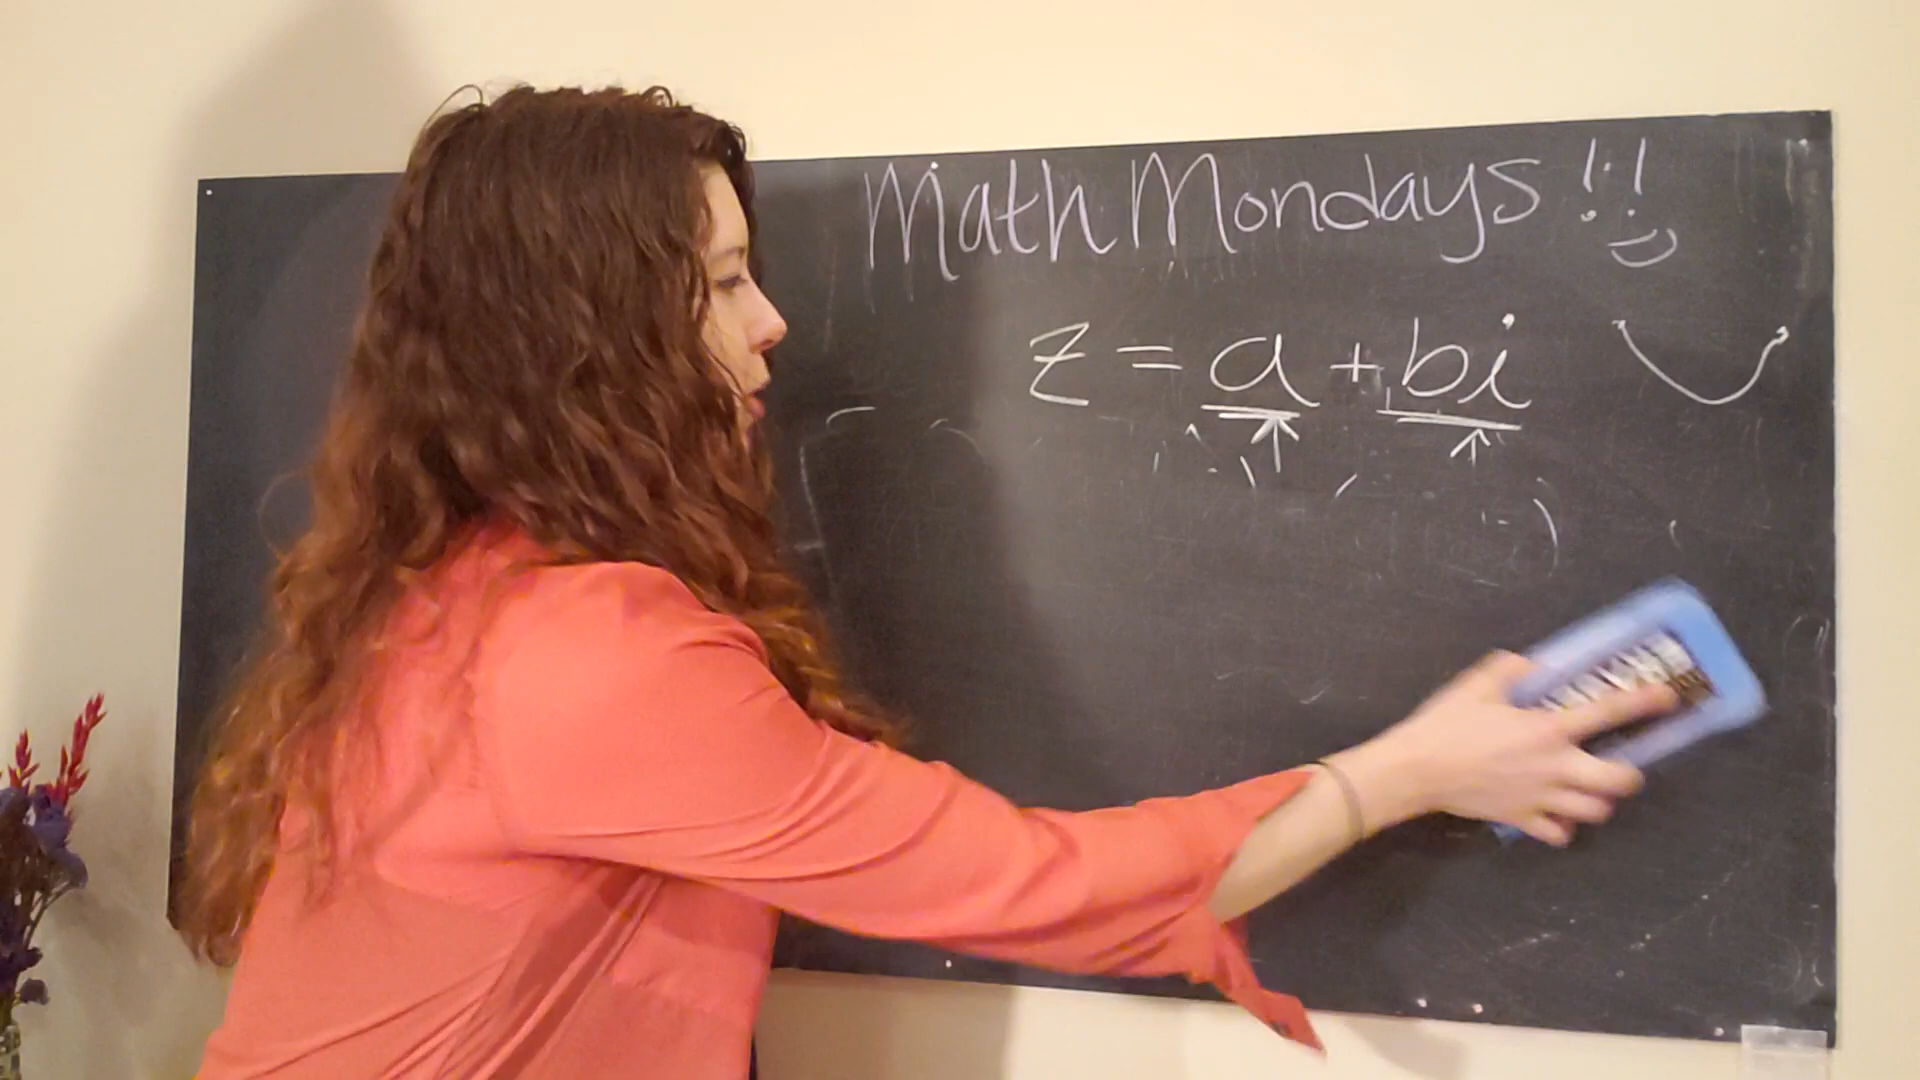 Math Mondays !!
z = a + bi